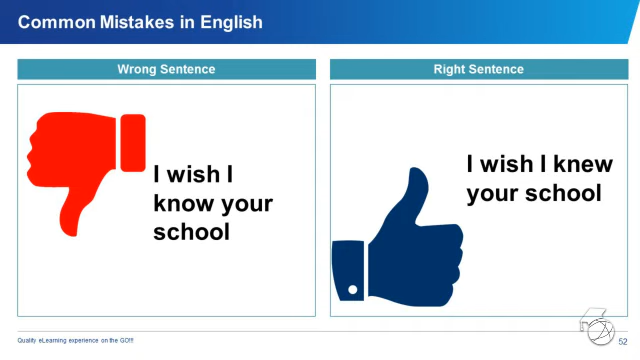 Common Mistakes in English
Wrong Sentence
I wish I
know your
school
Right Sentence
I wish I knew
your school
Quality eLearning experience on the GO!!!
52